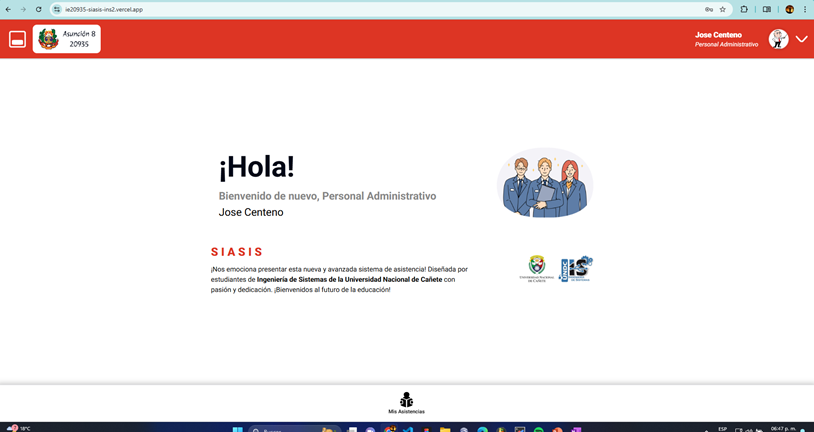 ie20935-siasis-ins2.vercel.app
Asunción 8
20935
Jose Centeno
Personal Administrativo
¡Hola!
Bienvenido de nuevo, Personal Administrativo
Jose Centeno
SIASIS
¡Nos emociona presentar esta nueva y avanzada sistema de asistencia! Diseñada por
estudiantes de Ingeniería de Sistemas de la Universidad Nacional de Cañete con
pasión y dedicación. ¡Bienvenidos al futuro de la educación!
UNIVERSIDAD NACIONAL
DE CAÑETE
Mis Asistencias
18°C
ESP
06:47 p. m.